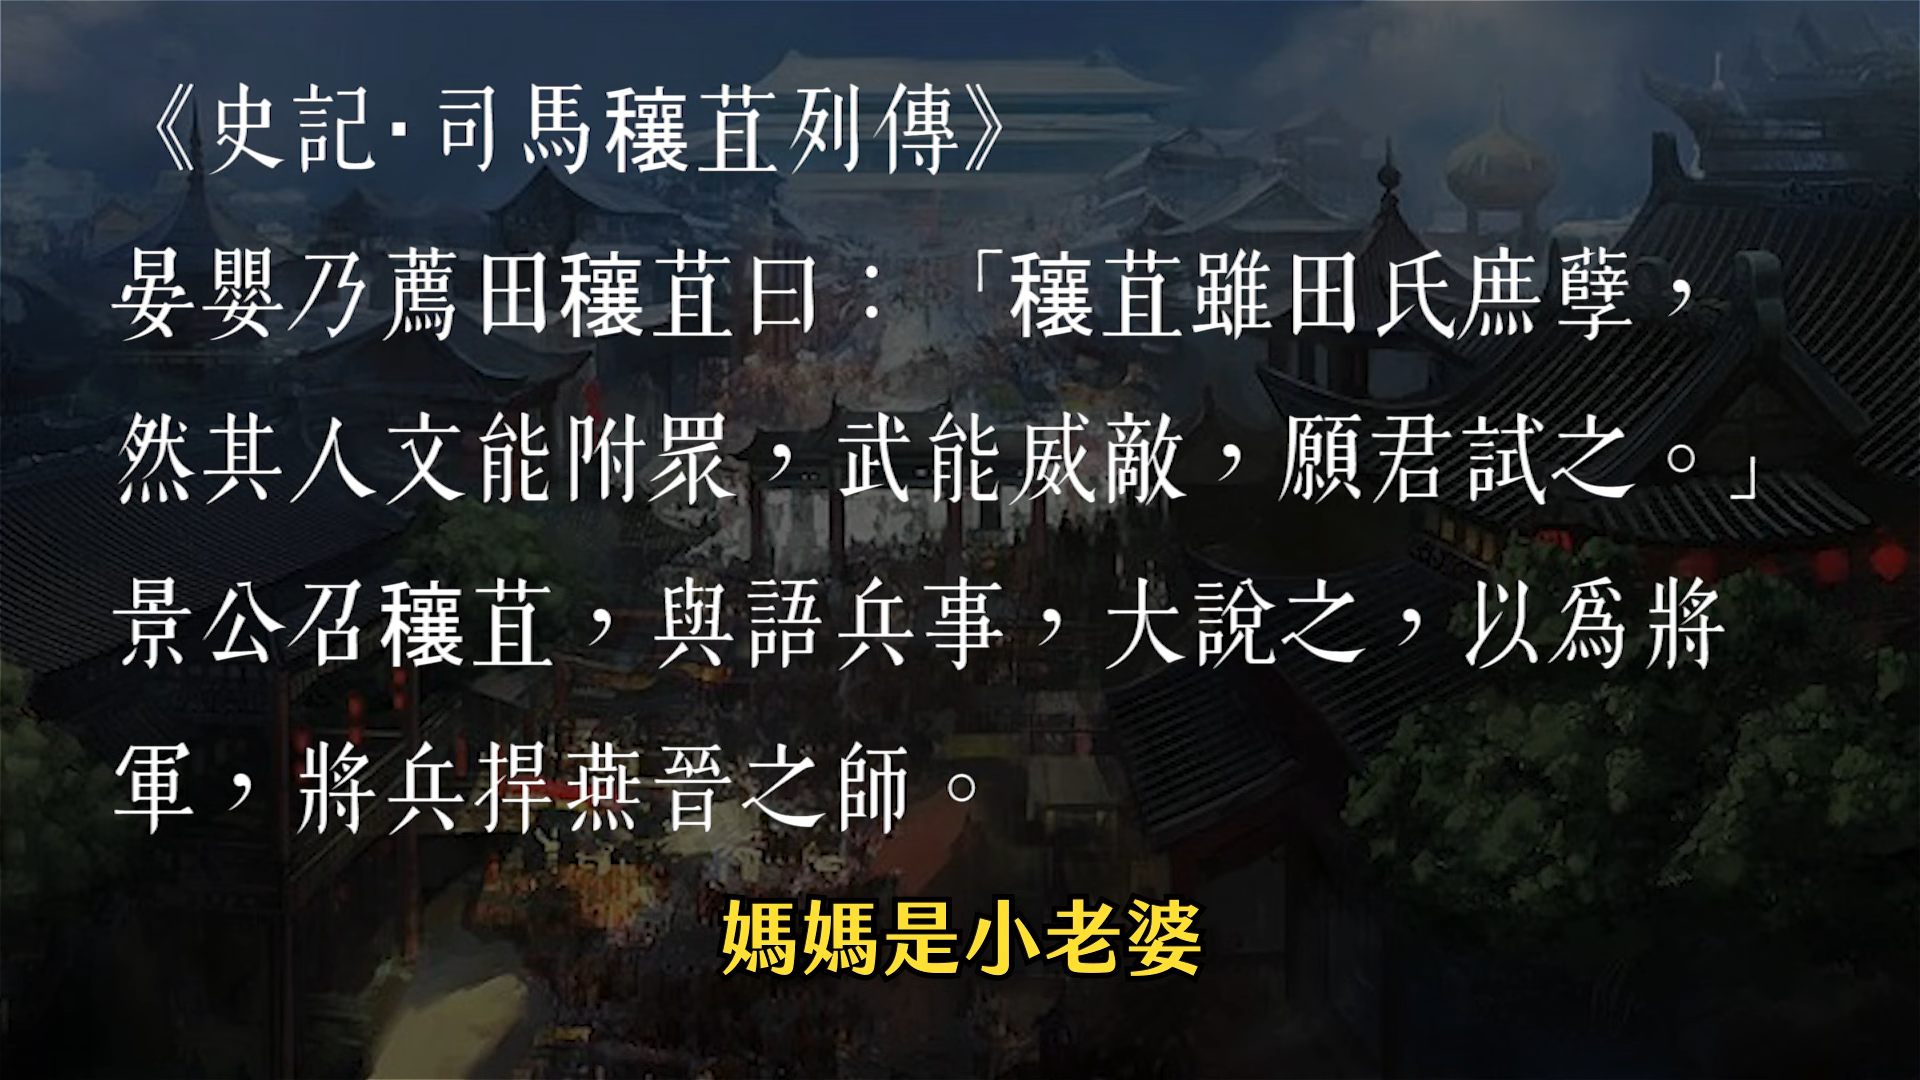 《史記·司馬穰苴列傳》
晏嬰乃薦田穰苴曰：「穰苴雖田氏庶孽，
然其人文能附眾，武能威敵，願君試之。」
景公召穰苴，與語兵事，大說之，以爲將
軍，將兵捍燕晉之師。
媽媽是小老婆